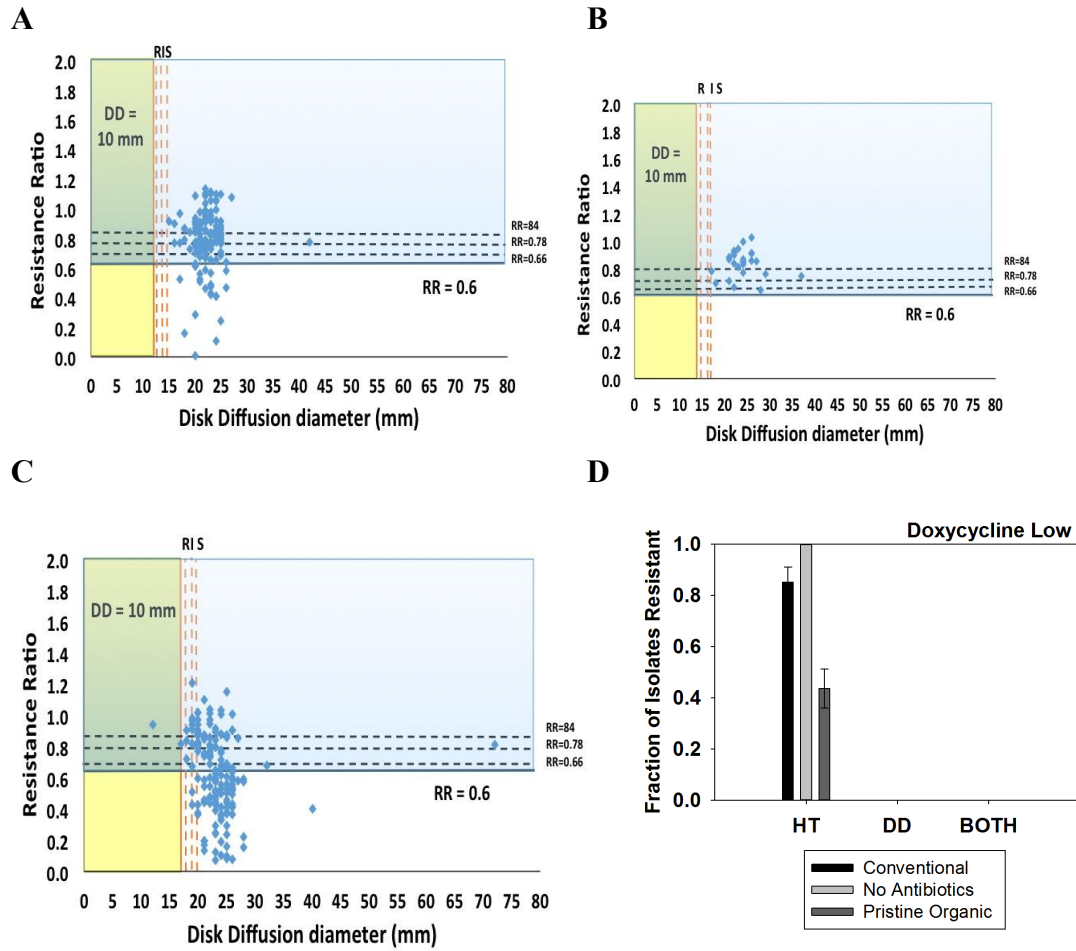 A
RIS
2.0
1.8
1.6
1.4
1.2
1.0
0.8
0.6
0.4
0.2
0.0
Resistance Ratio
DD =
10 mm
RR=84
RR=0.78
RR=0.66
RR = 0.6
0 5 10 15 20 25 30 35 40 45 50 55 60 65 70 75 80
Disk Diffusion diameter (mm)
B
R I S
2.0
1.8
1.6
1.4
1.2
1.0
0.8
0.6
0.4
0.2
0.0
Resistance Ratio
DD =
10 mm
RR=84
RR=0.78
RR=0.66
RR = 0.6
0 5 10 15 20 25 30 35 40 45 50 55 60 65 70 75 80
Disk Diffusion diameter (mm)
C
RI S
2.0
1.8
1.6
1.4
1.2
1.0
0.8
0.6
0.4
0.2
0.0
Resistance Ratio
DD = 10 mm
RR=84
RR=0.78
RR=0.66
RR = 0.6
0 5 10 15 20 25 30 35 40 45 50 55 60 65 70 75 80
Disk Diffusion diameter (mm)
D
Doxycycline Low
1.0
0.8
0.6
0.4
0.2
0.0
Fraction of Isolates Resistant
HT DD BOTH
Conventional
No Antibiotics
Pristine Organic